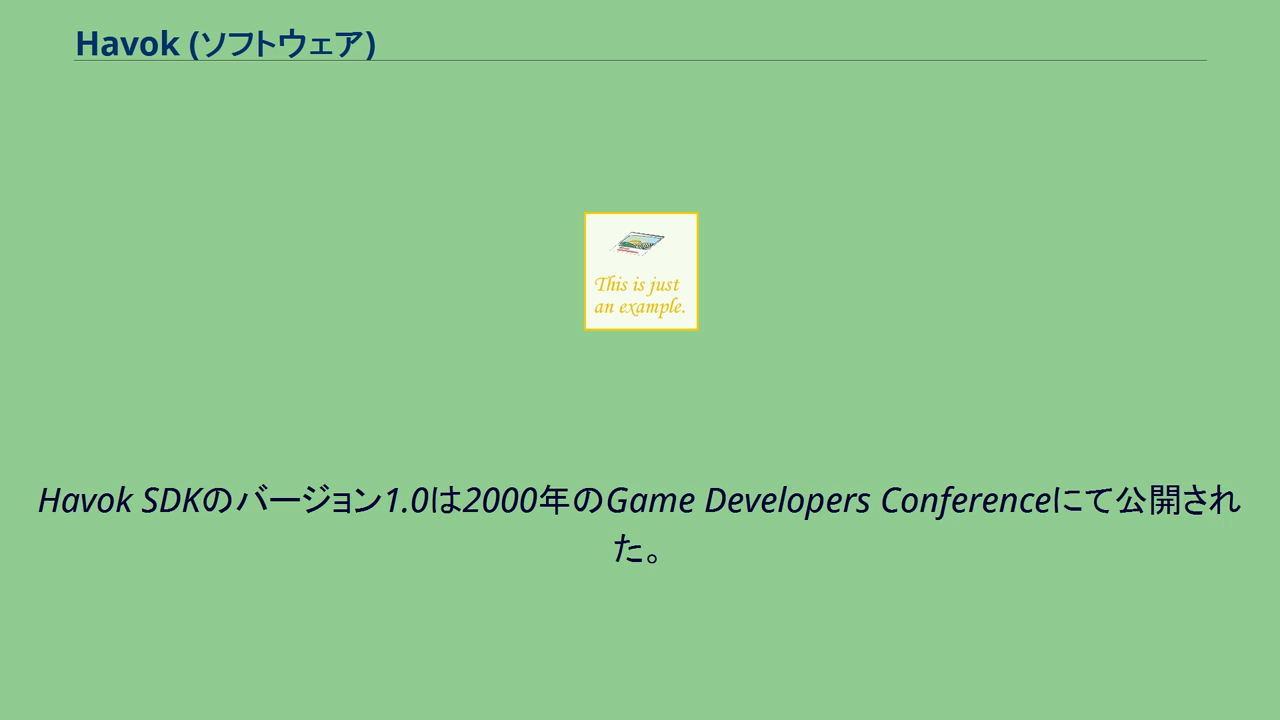 Havok (ソフトウェア)
This is just
an example.
Havok SDKのバージョン1.0は2000年のGame Developers Conferenceにて公開され
た。